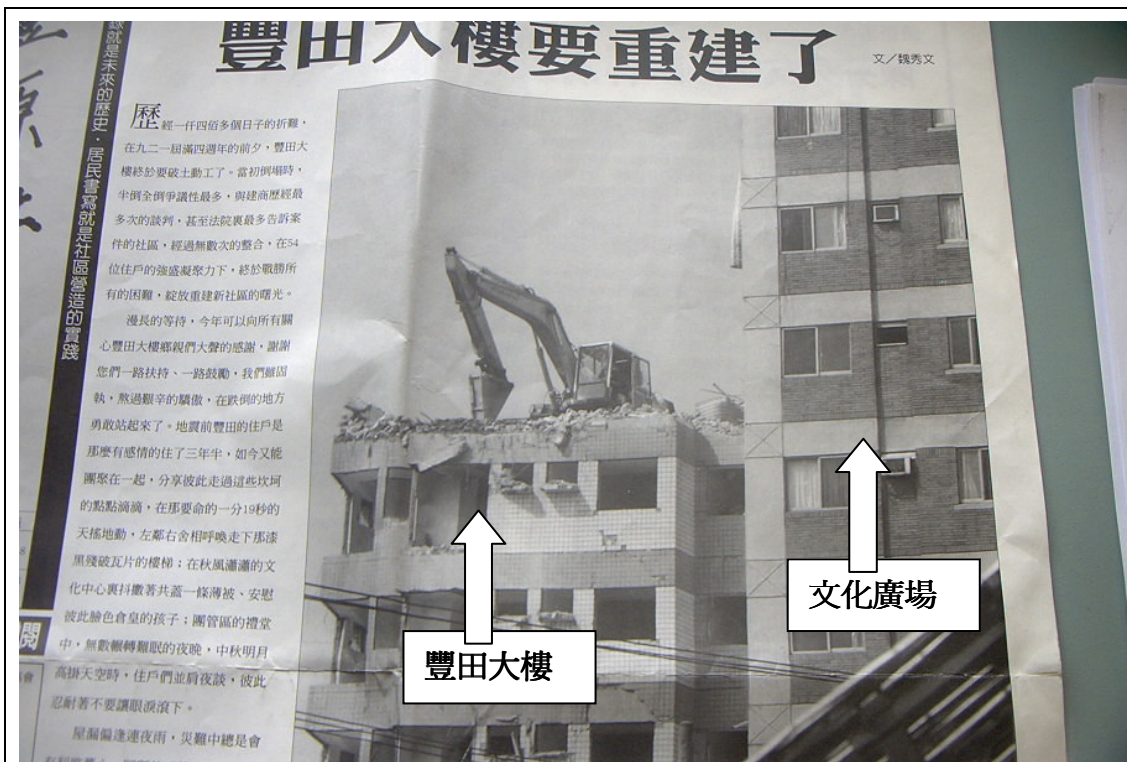 豐田大樓要重建了
文/魏秀文
錄就是未來的歷史．居民書寫就是社區營造的實踐
歷經一仟四佰多個日子的折難，
在九二一屆滿四週年的前夕，豐田大
樓終於要破土動工了。當初倒塌時，
半倒全倒爭議性最多，與建商歷經最
多次的談判，甚至法院裏最多告訴案
件的社區，經過無數次的整合，在54
位住戶的強盛凝聚力下，終於戰勝所
有的困難，綻放重建新社區的曙光。
漫長的等待，今年可以向所有關
心豐田大樓鄉親們大聲的感謝，謝謝
您們一路扶持、一路鼓勵，我們雖固
執，熬過艱辛的驕傲，在跌倒的地方
勇敢站起來了。地震前豐田的住戶是
那麼有感情的住了三年半，如今又能
團聚在一起，分享彼此走過這些坎坷
的點點滴滴，在那要命的一分19秒的
天搖地動，左鄰右舍相呼喚走下那漆
黑殘破瓦片的樓梯；在秋風瀟瀟的文
化中心裏抖擻著共蓋一條薄被、安慰
彼此臉色倉皇的孩子；團管區的禮堂
中，無數輾轉難眠的夜晚，中秋明月
高掛天空時，住戶們並肩夜談，彼此
忍耐著不要讓眼淚滾下。
屋漏偏逢連夜雨，災難中總是會
豐田大樓
文化廣場
閱